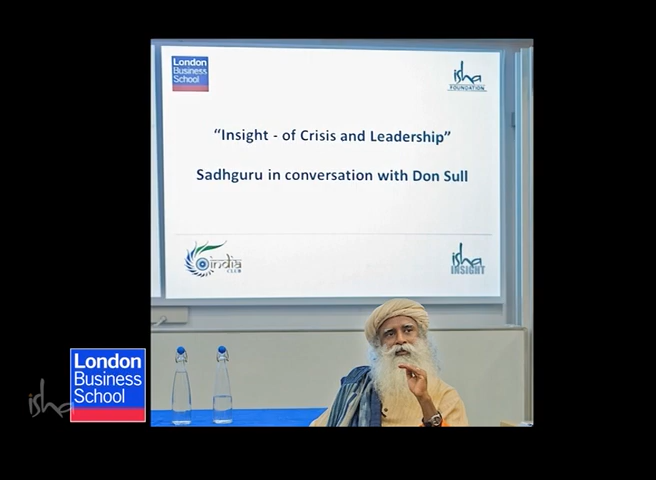 London
Business
School
isha
FOUNDATION
“Insight - of Crisis and Leadership”
Sadhguru in conversation with Don Sull
india
CLUB
isha
INSIGHT
London
Business
School
isha